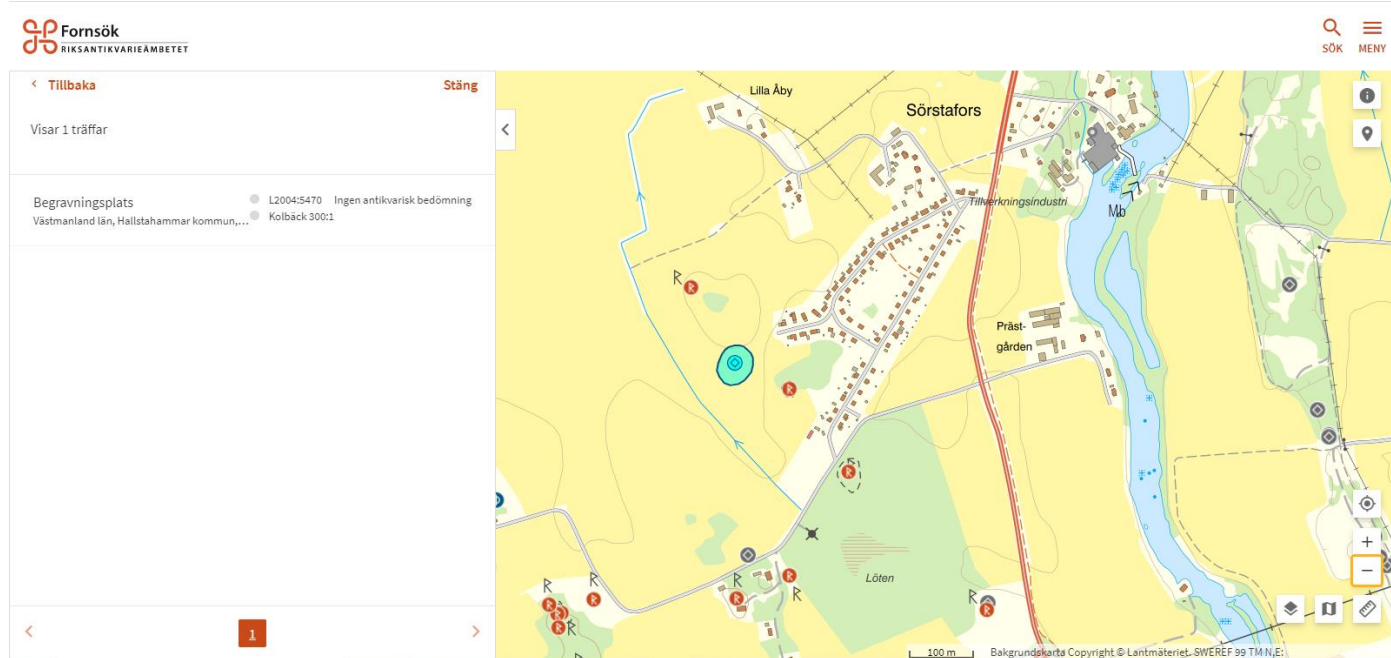 Fornsök
RIKSANTIKVARIEÄMBETET
SÖK
MENY
Tillbaka
Stäng
Visar 1 träffar
Begravningsplats
Västmanland län, Hallstahammar kommun,...
L2004:5470
Ingen antikvarisk bedömning
Kolbäck 300:1
1
Lilla Åby
Sörstafors
Tillverkningsindustri
Mb
Präst-
gården
Löten
100 m
Bakgrundskarta Copyright © Lantmäteriet. SWEREF 99 TM N,E: